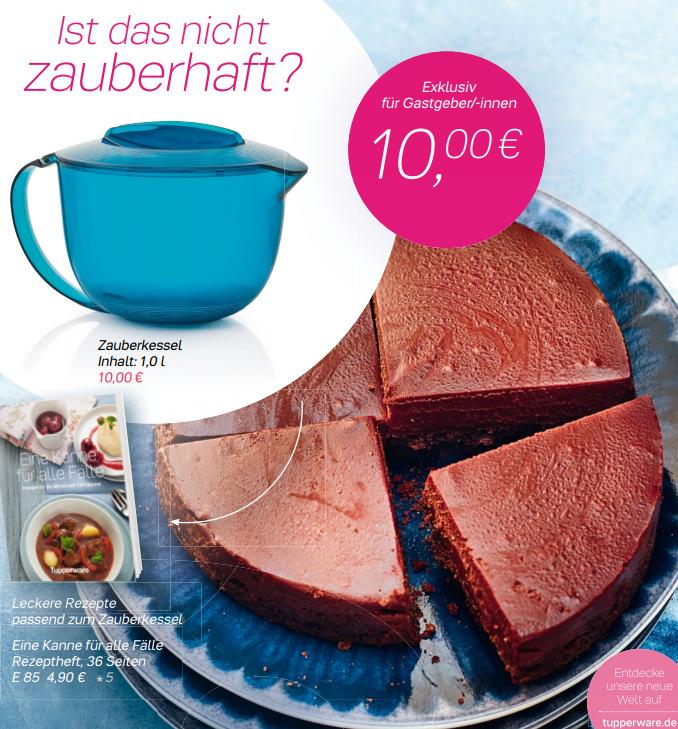 Ist das nicht
zauberhaft?
Exklusiv
für Gastgeber/-innen
10,00 €
Zauberkessel
Inhalt: 1,0 l
10,00 €
Eine Kanne
für alle Fälle
Tupperware
Leckere Rezepte
passend zum Zauberkessel
Eine Kanne für alle Fälle
Rezeptheft, 36 Seiten
E 85 4,90 € ★5
Entdecke
unsere neue
Welt auf
tupperware.de